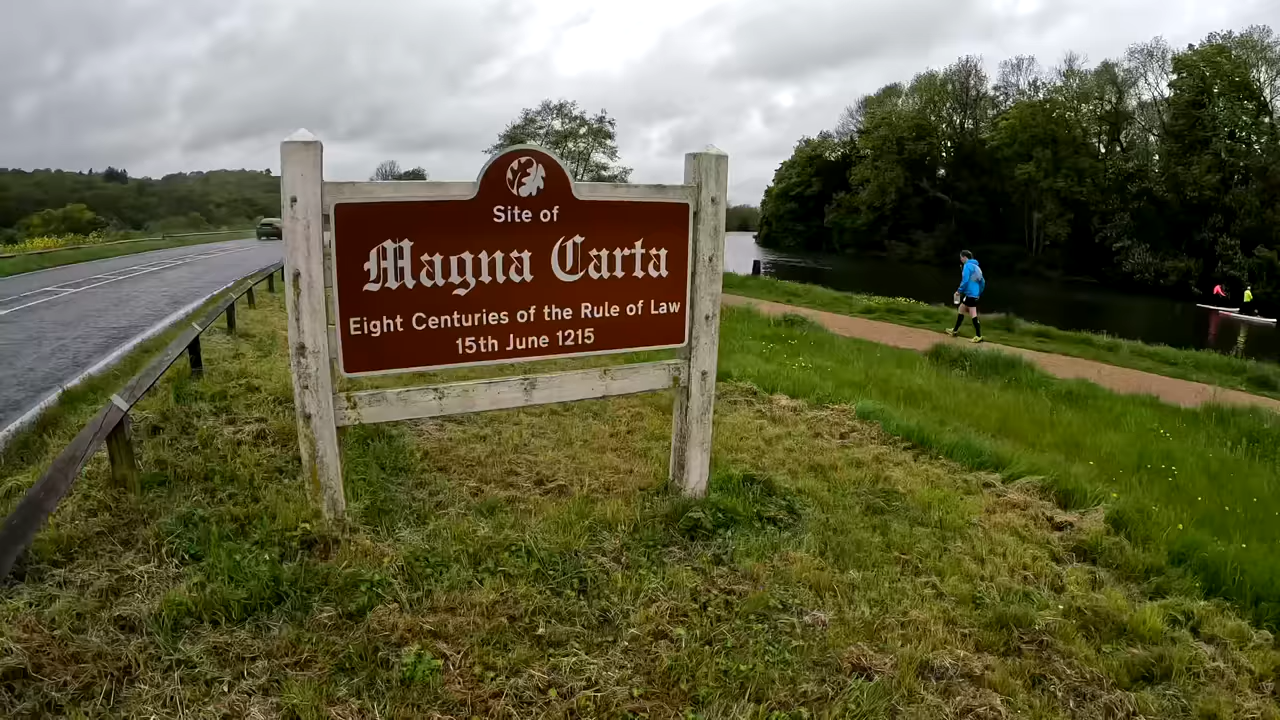 Site of
Magna Carta
Eight Centuries of the Rule of Law
15th June 1215